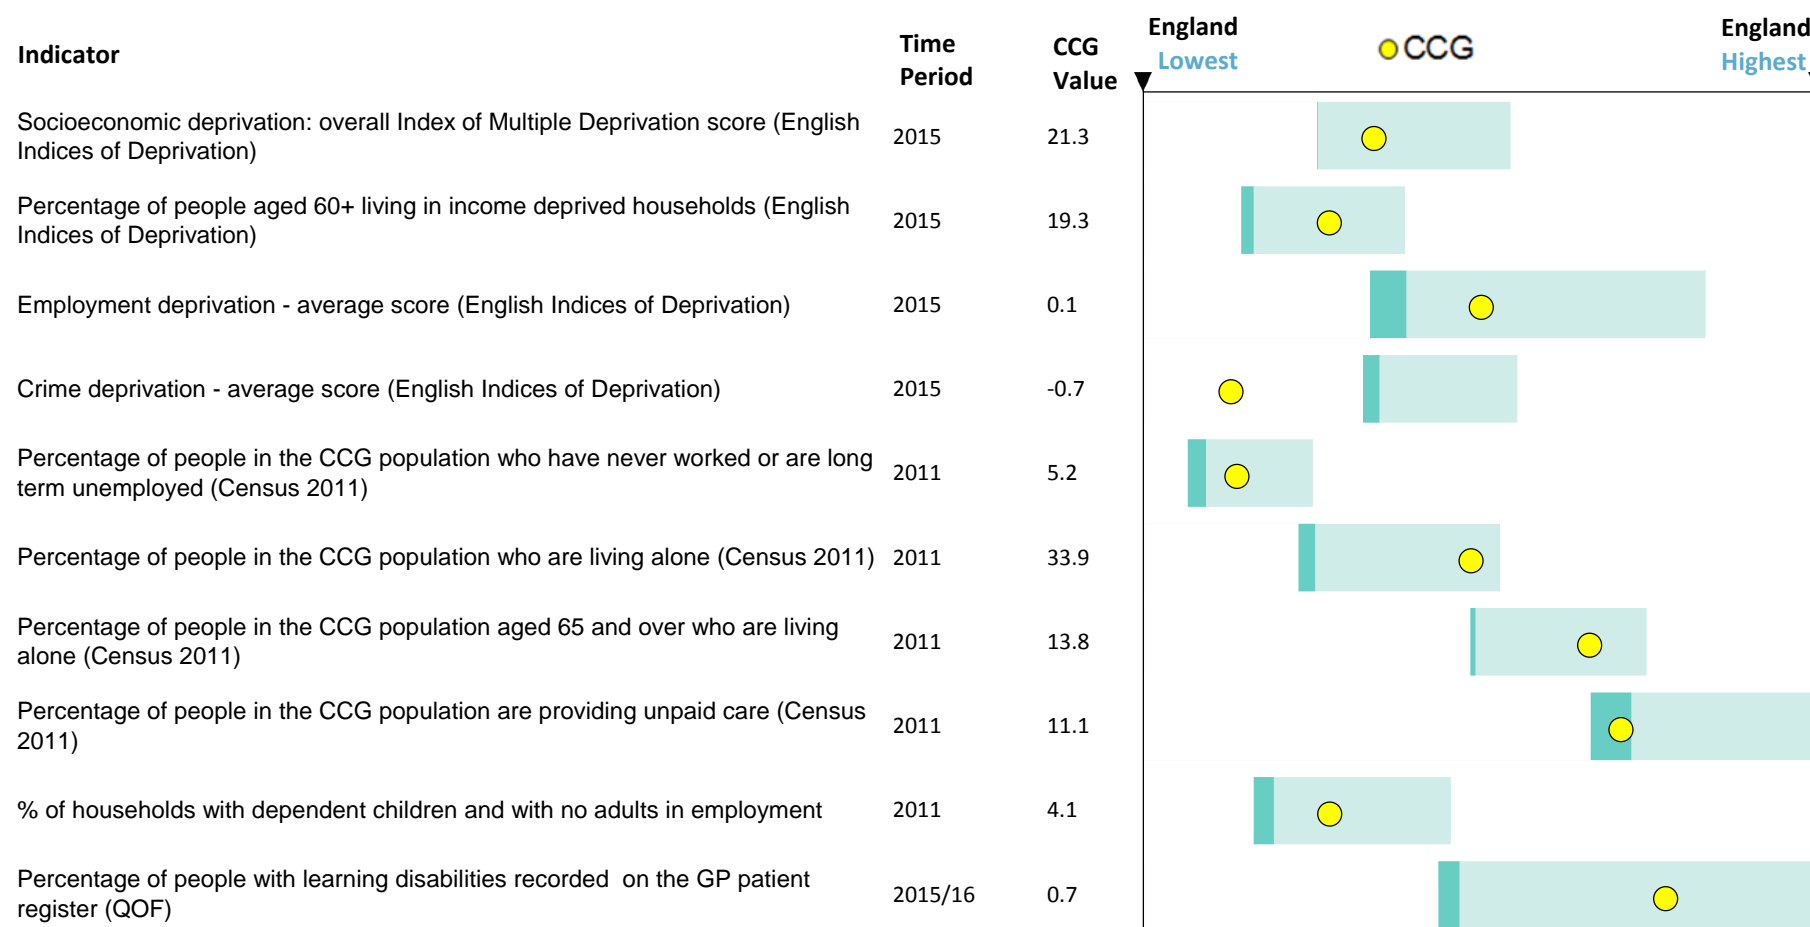 Indicator
Time Period
CCG Value
England Lowest
CCG
England Highest
Socioeconomic deprivation: overall Index of Multiple Deprivation score (English
Indices of Deprivation)
2015
21.3
Percentage of people aged 60+ living in income deprived households (English
Indices of Deprivation)
2015
19.3
Employment deprivation - average score (English Indices of Deprivation)
2015
0.1
Crime deprivation - average score (English Indices of Deprivation)
2015
-0.7
Percentage of people in the CCG population who have never worked or are long
term unemployed (Census 2011)
2011
5.2
Percentage of people in the CCG population who are living alone (Census 2011)
2011
33.9
Percentage of people in the CCG population aged 65 and over who are living
alone (Census 2011)
2011
13.8
Percentage of people in the CCG population are providing unpaid care (Census
2011)
2011
11.1
% of households with dependent children and with no adults in employment
2011
4.1
Percentage of people with learning disabilities recorded  on the GP patient
register (QOF)
2015/16
0.7